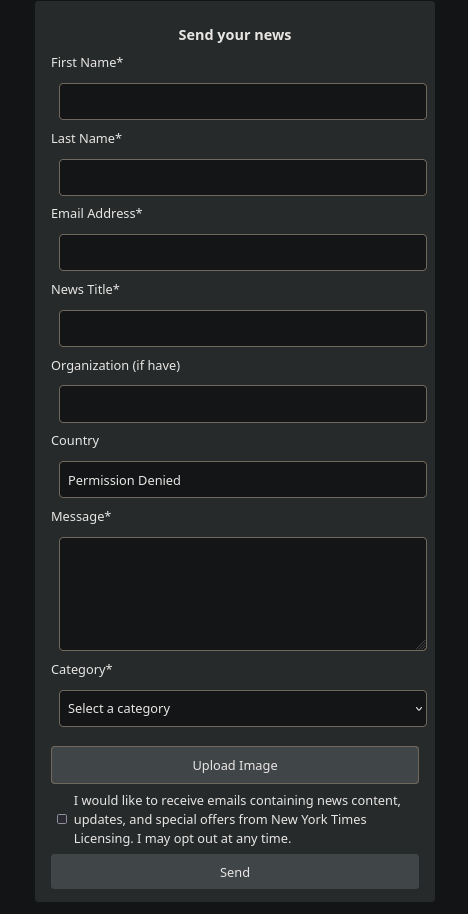 Send your news
First Name*
Last Name*
Email Address*
News Title*
Organization (if have)
Country
Permission Denied
Message*
Category*
Select a category
Upload Image
I would like to receive emails containing news content,
updates, and special offers from New York Times
Licensing. I may opt out at any time.
Send